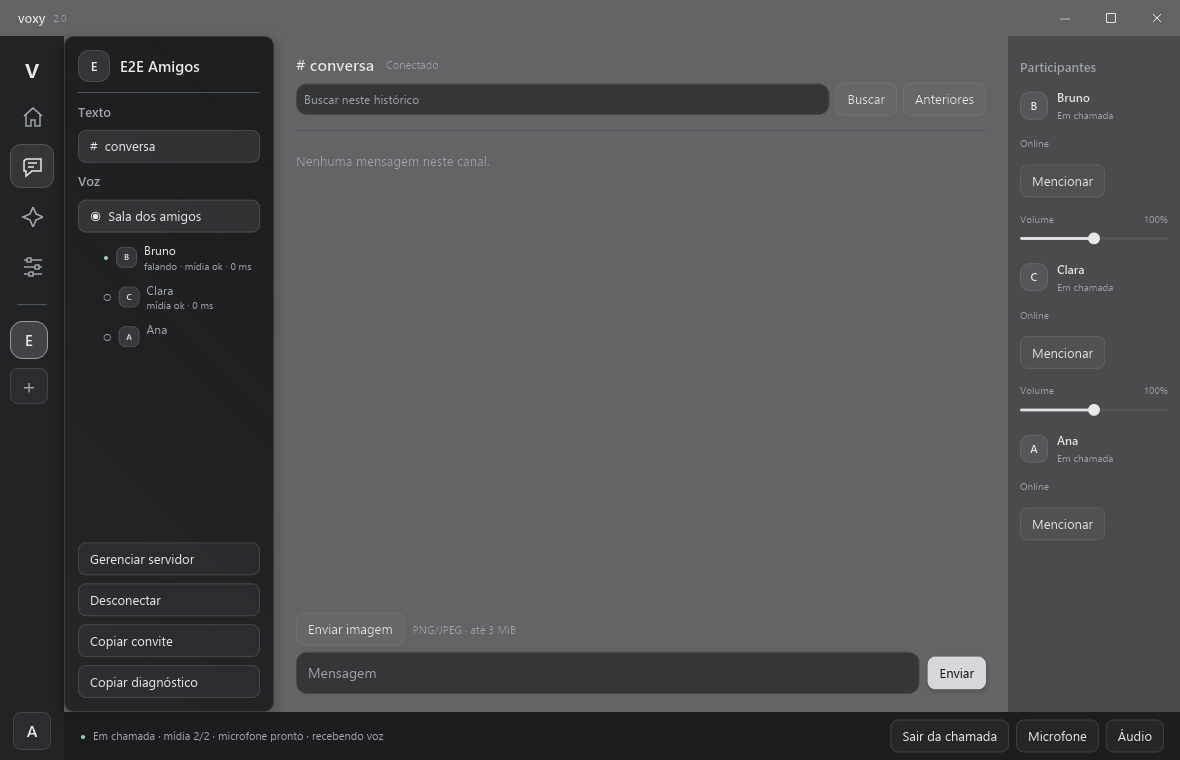 voxy 2.0
V
E
+
A
E E2E Amigos
Texto
# conversa
Voz
Sala dos amigos
B Bruno
falando · mídia ok · 0 ms
C Clara
mídia ok · 0 ms
A Ana
Gerenciar servidor
Desconectar
Copiar convite
Copiar diagnóstico
# conversa Conectado
Buscar neste histórico Buscar Anteriores
Nenhuma mensagem neste canal.
Enviar imagem PNG/JPEG · até 3 MiB
Mensagem Enviar
Participantes
B Bruno
Em chamada
Online
Mencionar
Volume 100%
C Clara
Em chamada
Online
Mencionar
Volume 100%
A Ana
Em chamada
Online
Mencionar
Em chamada · mídia 2/2 · microfone pronto · recebendo voz
Sair da chamada Microfone Áudio